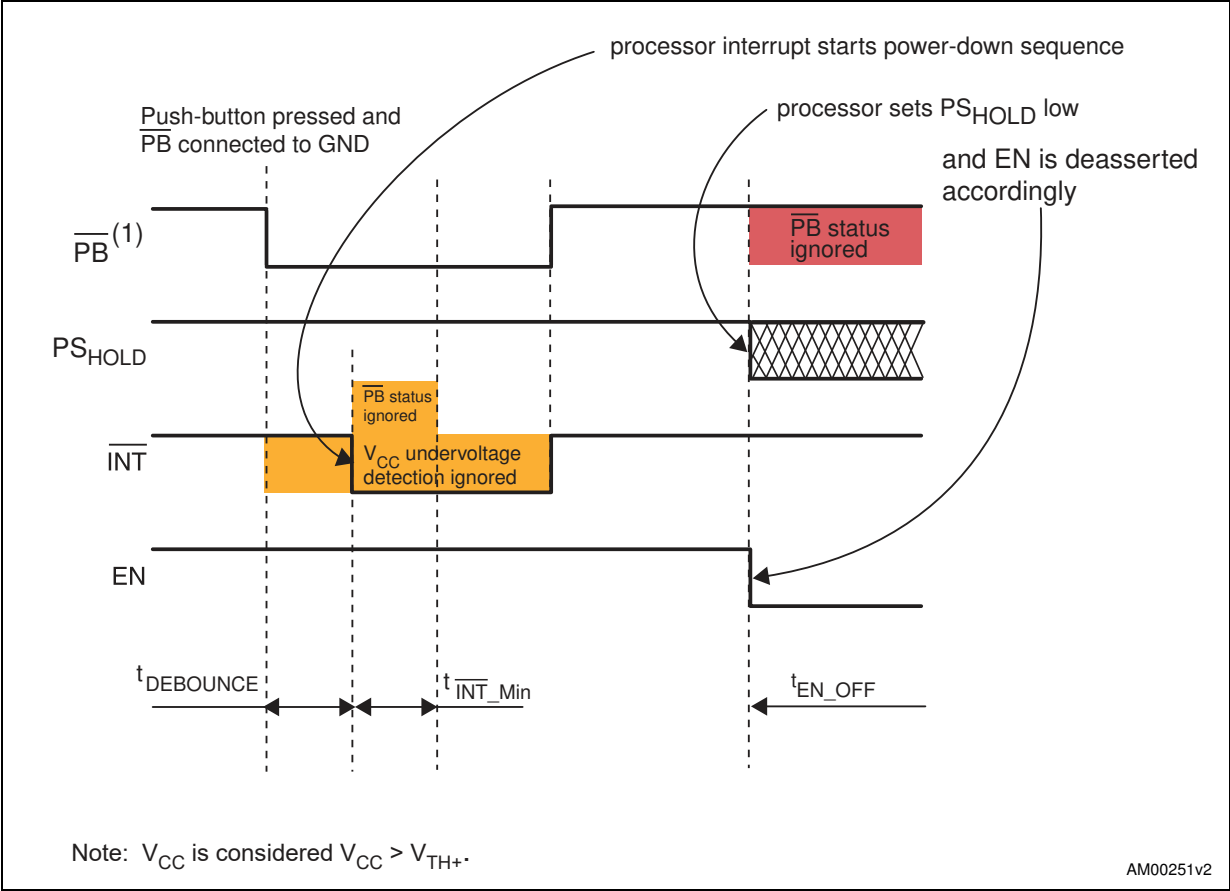 processor interrupt starts power-down sequence
Push-button pressed and
PB connected to GND
processor sets PSHOLD low
and EN is deasserted
accordingly
PB(1)
PB status
ignored
PSHOLD
PB status
ignored
INT
VCC undervoltage
detection ignored
EN
tDEBOUNCE
tINT_Min
tEN_OFF
Note: VCC is considered VCC > VTH+.
AM00251v2